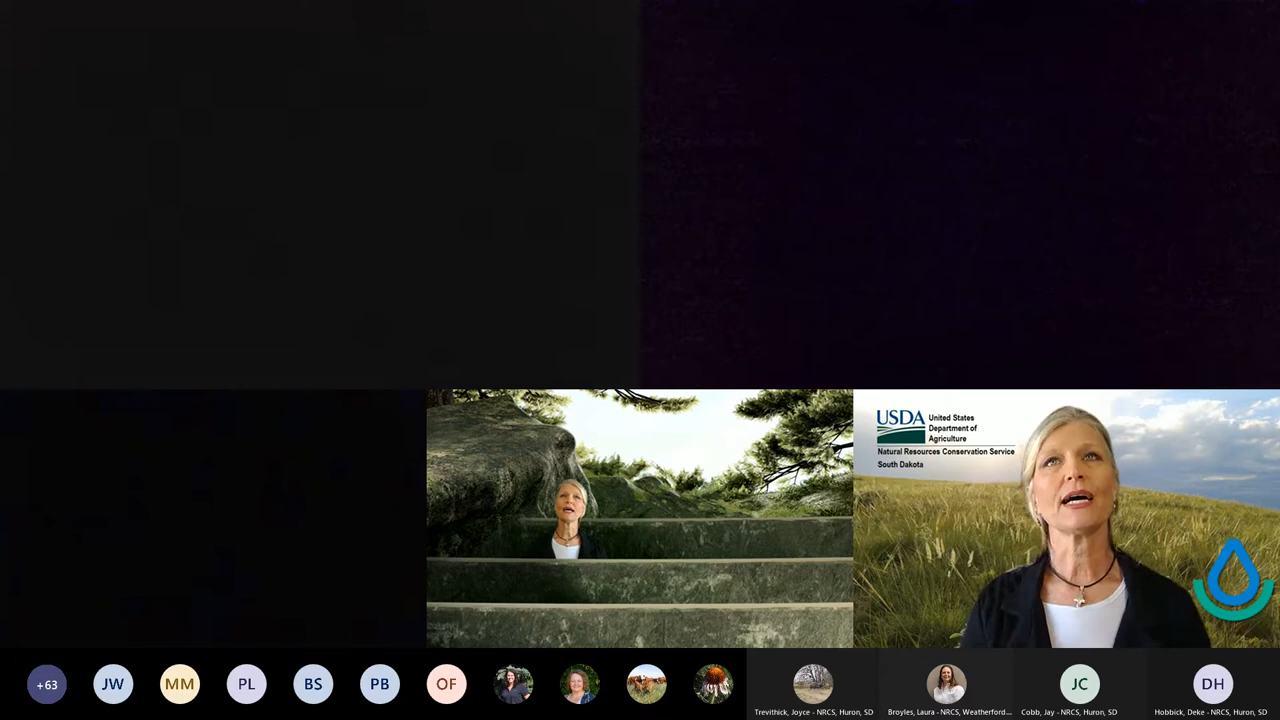 USDA
United States
Department of
Agriculture
Natural Resources Conservation Service
South Dakota
+63
JW
MM
PL
BS
PB
OF
JC
DH
Trevithick, Joyce - NRCS, Huron, SD
Broyles, Laura - NRCS, Weatherford...
Cobb, Jay - NRCS, Huron, SD
Hobbick, Deke - NRCS, Huron, SD